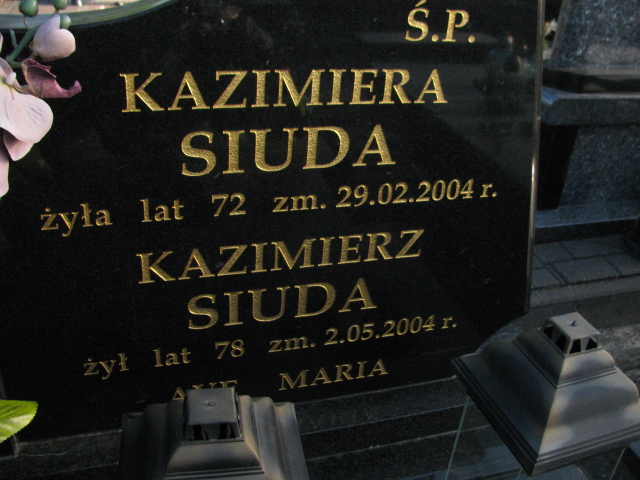 Ś.P.
KAZIMIERA
SIUDA
żyła lat 72 zm. 29.02.2004 r.
KAZIMIERZ
SIUDA
żył lat 78 zm. 2.05.2004 r.
AVE MARIA